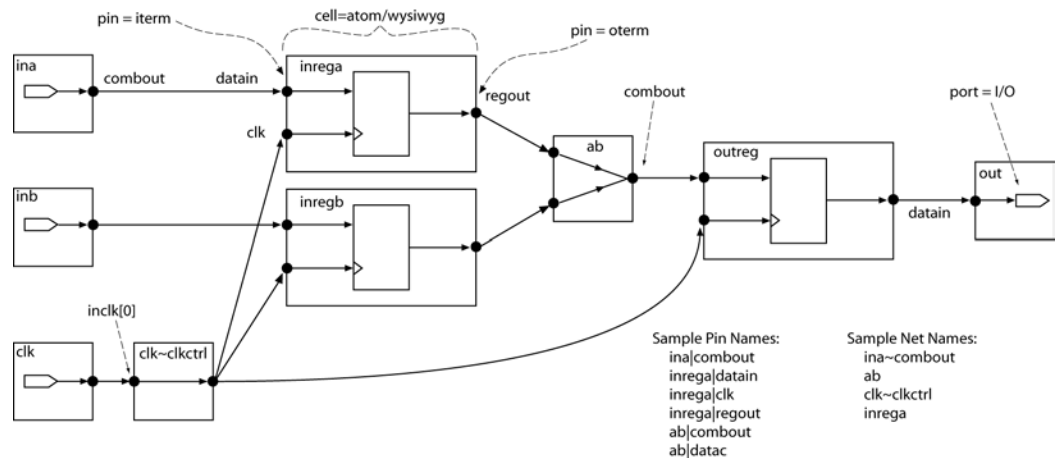 pin = iterm
cell=atom/wysiwyg
pin = oterm
ina
combout
datain
inrega
regout
combout
port = I/O
clk
ab
outreg
out
inb
inregb
datain
inclk[0]
clk
clk~clkctrl
Sample Pin Names:
ina|combout
inrega|datain
inrega|clk
inrega|regout
ab|combout
ab|datac
Sample Net Names:
ina~combout
ab
clk~clkctrl
inrega